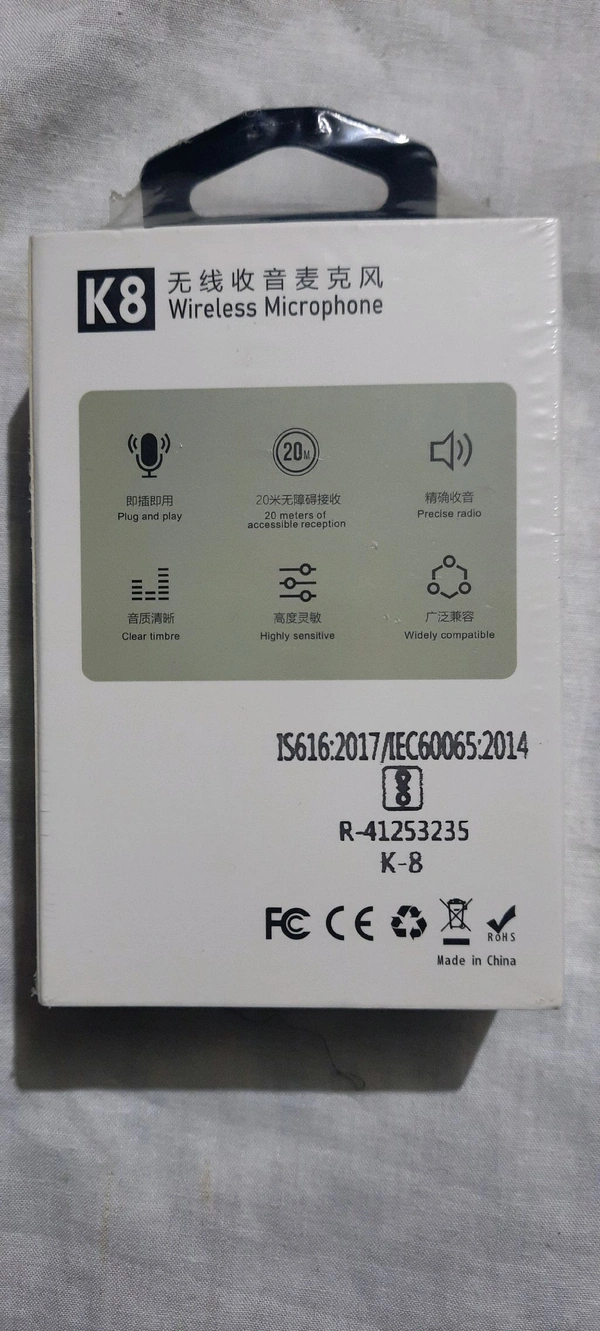 K8
无线收音麦克风
Wireless Microphone
20M
即插即用
Plug and play
20米无障碍接收
20 meters of
accessible reception
精确收音
Precise radio
音质清晰
Clear timbre
高度灵敏
Highly sensitive
广泛兼容
Widely compatible
IS616:2017/IEC60065:2014
R-41253235
K-8
FC CE RoHS
Made in China